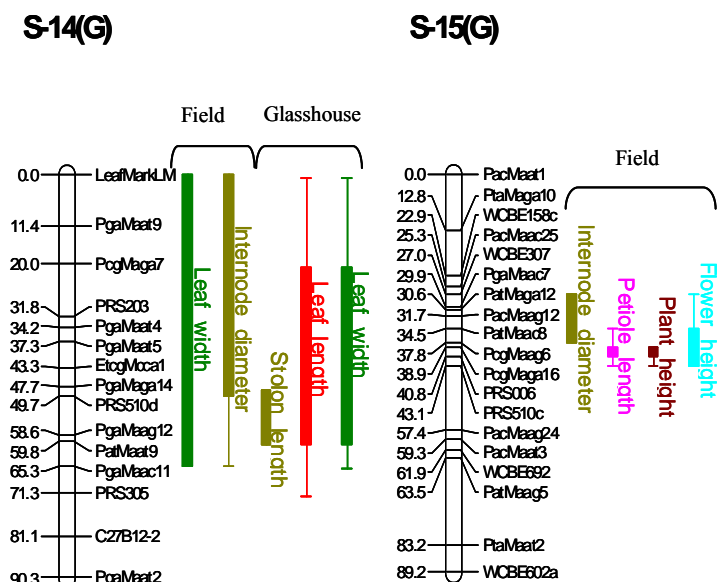 S-14(G)
S-15(G)
Field
Glasshouse
Field
0.0 LeafMarkLM
11.4 PgaMaat9
20.0 PcgMaga7
31.8 PRS203
34.2 PgaMaat4
37.3 PgaMaat5
43.3 EtcgMcca1
47.7 PgaMaga14
49.7 PRS510d
58.6 PgaMaag12
59.8 PatMaat9
65.3 PgaMaac11
71.3 PRS305
81.1 C27B12-2
90.3 PgaMaat2
Leaf width
Internode diameter
Stolon length
Leaf length
Leaf width
0.0 PacMaat1
12.8 PtaMaga10
22.9 WCBE158c
25.3 PacMaac25
27.0 WCBE307
29.9 PgaMaac7
30.6 PatMaga12
31.7 PacMaag12
34.5 PatMaac8
37.8 PcgMaag6
38.9 PcgMaga16
40.8 PRS006
43.1 PRS510c
57.4 PacMaag24
59.3 PacMaat3
61.9 WCBE692
63.5 PatMaag5
83.2 PtaMaat2
89.2 WCBE602a
Internode diameter
Petiole length
Plant height
Flower height